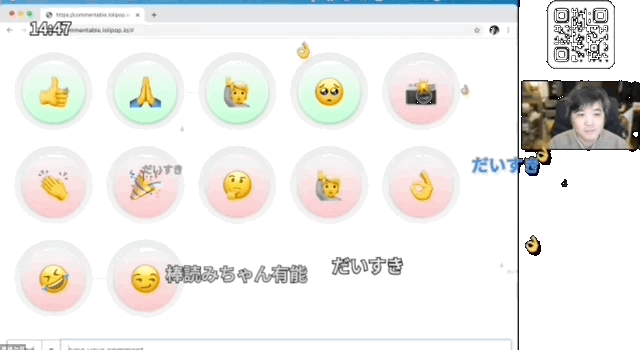 https://commentable.lolipop.io/
14:47
mmentable.lolipop.io/#
だいすき
だいすき
棒読みちゃん有能
だいすき
type your comment